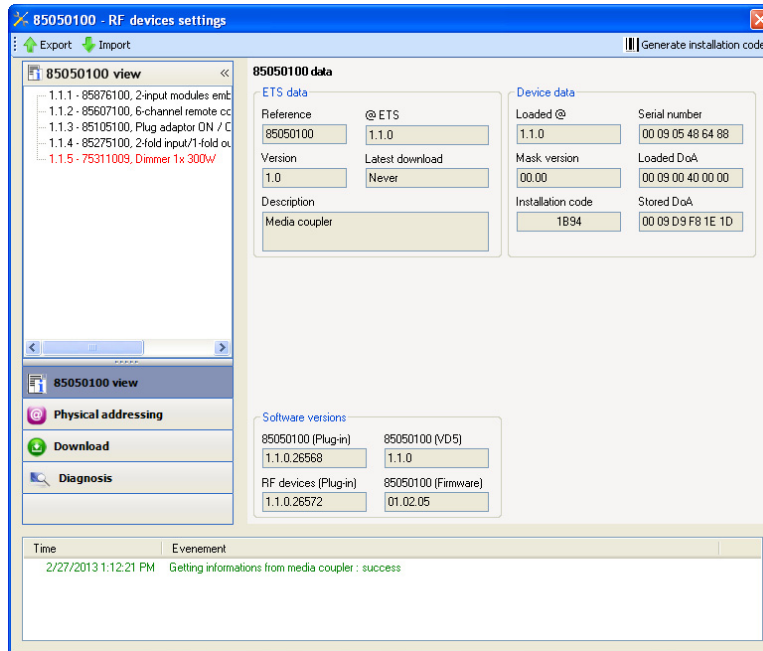 85050100 - RF devices settings
Export Import Generate installation code
85050100 view «
1.1.1 - 85876100, 2-input modules emb
1.1.2 - 85607100, 6-channel remote cc
1.1.3 - 85105100, Plug adaptor ON /
1.1.4 - 85275100, 2-fold input/1-fold ou
1.1.5 - 75311009, Dimmer 1x 300W
85050100 view
Physical addressing
Download
Diagnosis
85050100 data
ETS data
Reference @ ETS
85050100 1.1.0
Version Latest download
1.0 Never
Description
Media coupler
Device data
Loaded @ Serial number
1.1.0 00 09 05 48 64 88
Mask version Loaded DoA
00.00 00 09 00 40 00 00
Installation code Stored DoA
1B94 00 09 D9 F8 1E 1D
Software versions
85050100 (Plug-in) 85050100 (VD5)
1.1.0.26568 1.1.0
RF devices (Plug-in) 85050100 (Firmware)
1.1.0.26572 01.02.05
Time Evenement
2/27/2013 1:12:21 PM Getting informations from media coupler : success